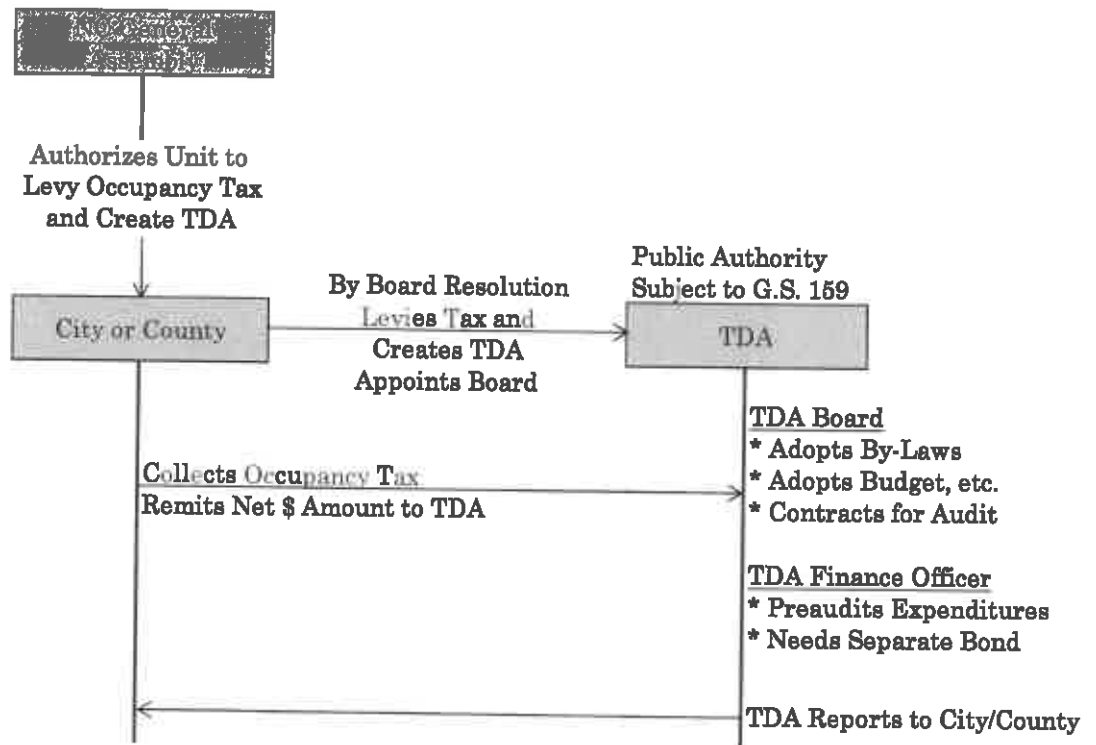 NC General
Assembly
Authorizes Unit to
Levy Occupancy Tax
and Create TDA
City or County
By Board Resolution
Levies Tax and
Creates TDA
Appoints Board
Public Authority
Subject to G.S. 159
TDA
Collects Occupancy Tax
Remits Net $ Amount to TDA
TDA Board
* Adopts By-Laws
* Adopts Budget, etc.
* Contracts for Audit
TDA Finance Officer
* Preaudits Expenditures
* Needs Separate Bond
TDA Reports to City/County